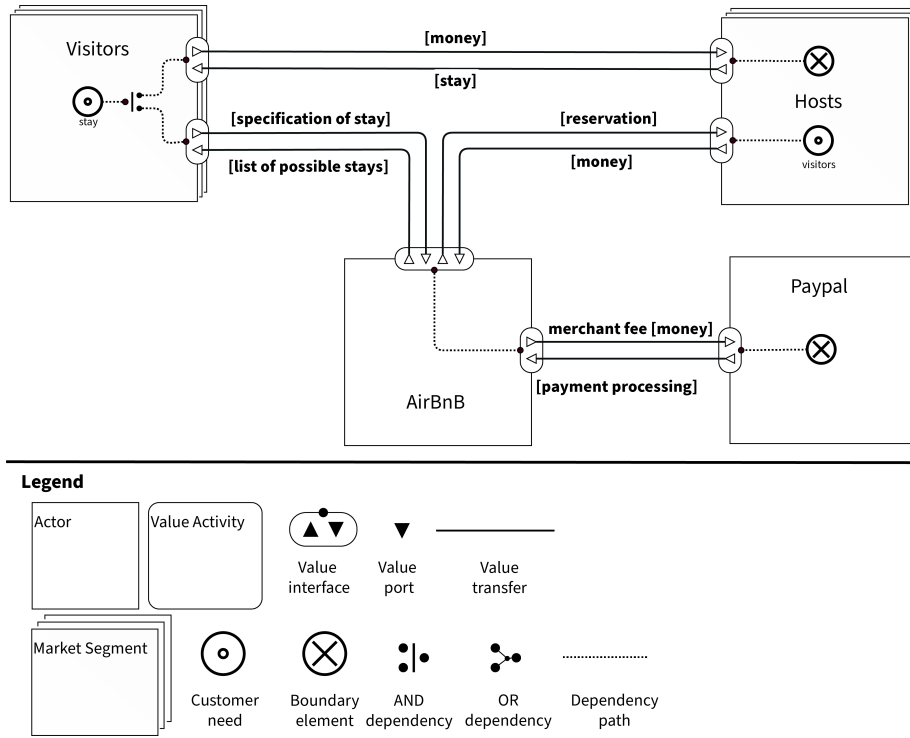 Visitors
stay
[money]
[stay]
Hosts
visitors
[specification of stay]
[list of possible stays]
[reservation]
[money]
Paypal
merchant fee [money]
[payment processing]
AirBnB
Legend
Actor
Value Activity
Value
interface
Value
port
Value
transfer
Market Segment
Customer
need
Boundary
element
AND
dependency
OR
dependency
Dependency
path